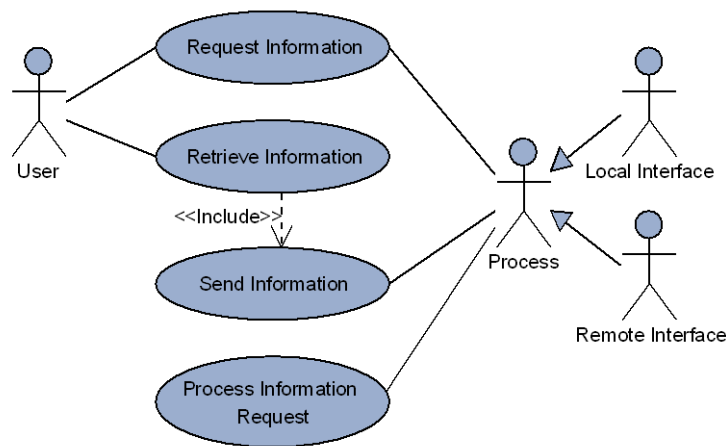 Request Information
User
Retrieve Information
Local Interface
<<Include>>
Process
Send Information
Remote Interface
Process Information
Request